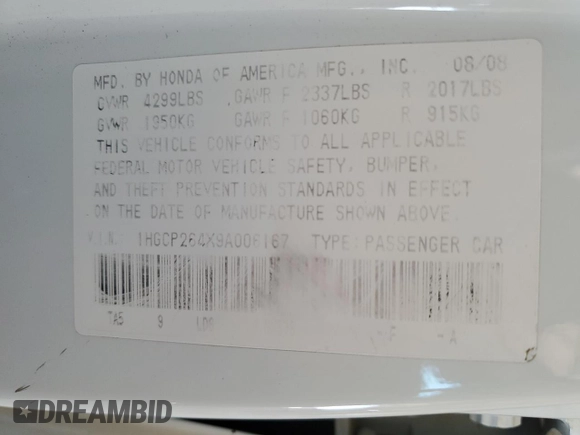 MFD. BY HONDA OF AMERICA MFG., INC. 08/08
GVWR 4299LBS GAWR F 2337LBS R 2017LBS
GVWR 1950KG GAWR F 1060KG R 915KG
THIS VEHICLE CONFORMS TO ALL APPLICABLE
FEDERAL MOTOR VEHICLE SAFETY, BUMPER,
AND THEFT PREVENTION STANDARDS IN EFFECT
ON THE DATE OF MANUFACTURE SHOWN ABOVE.
V.I.N.: 1HGCP264X9A006167 TYPE: PASSENGER CAR
TA5 9
DREAMBID